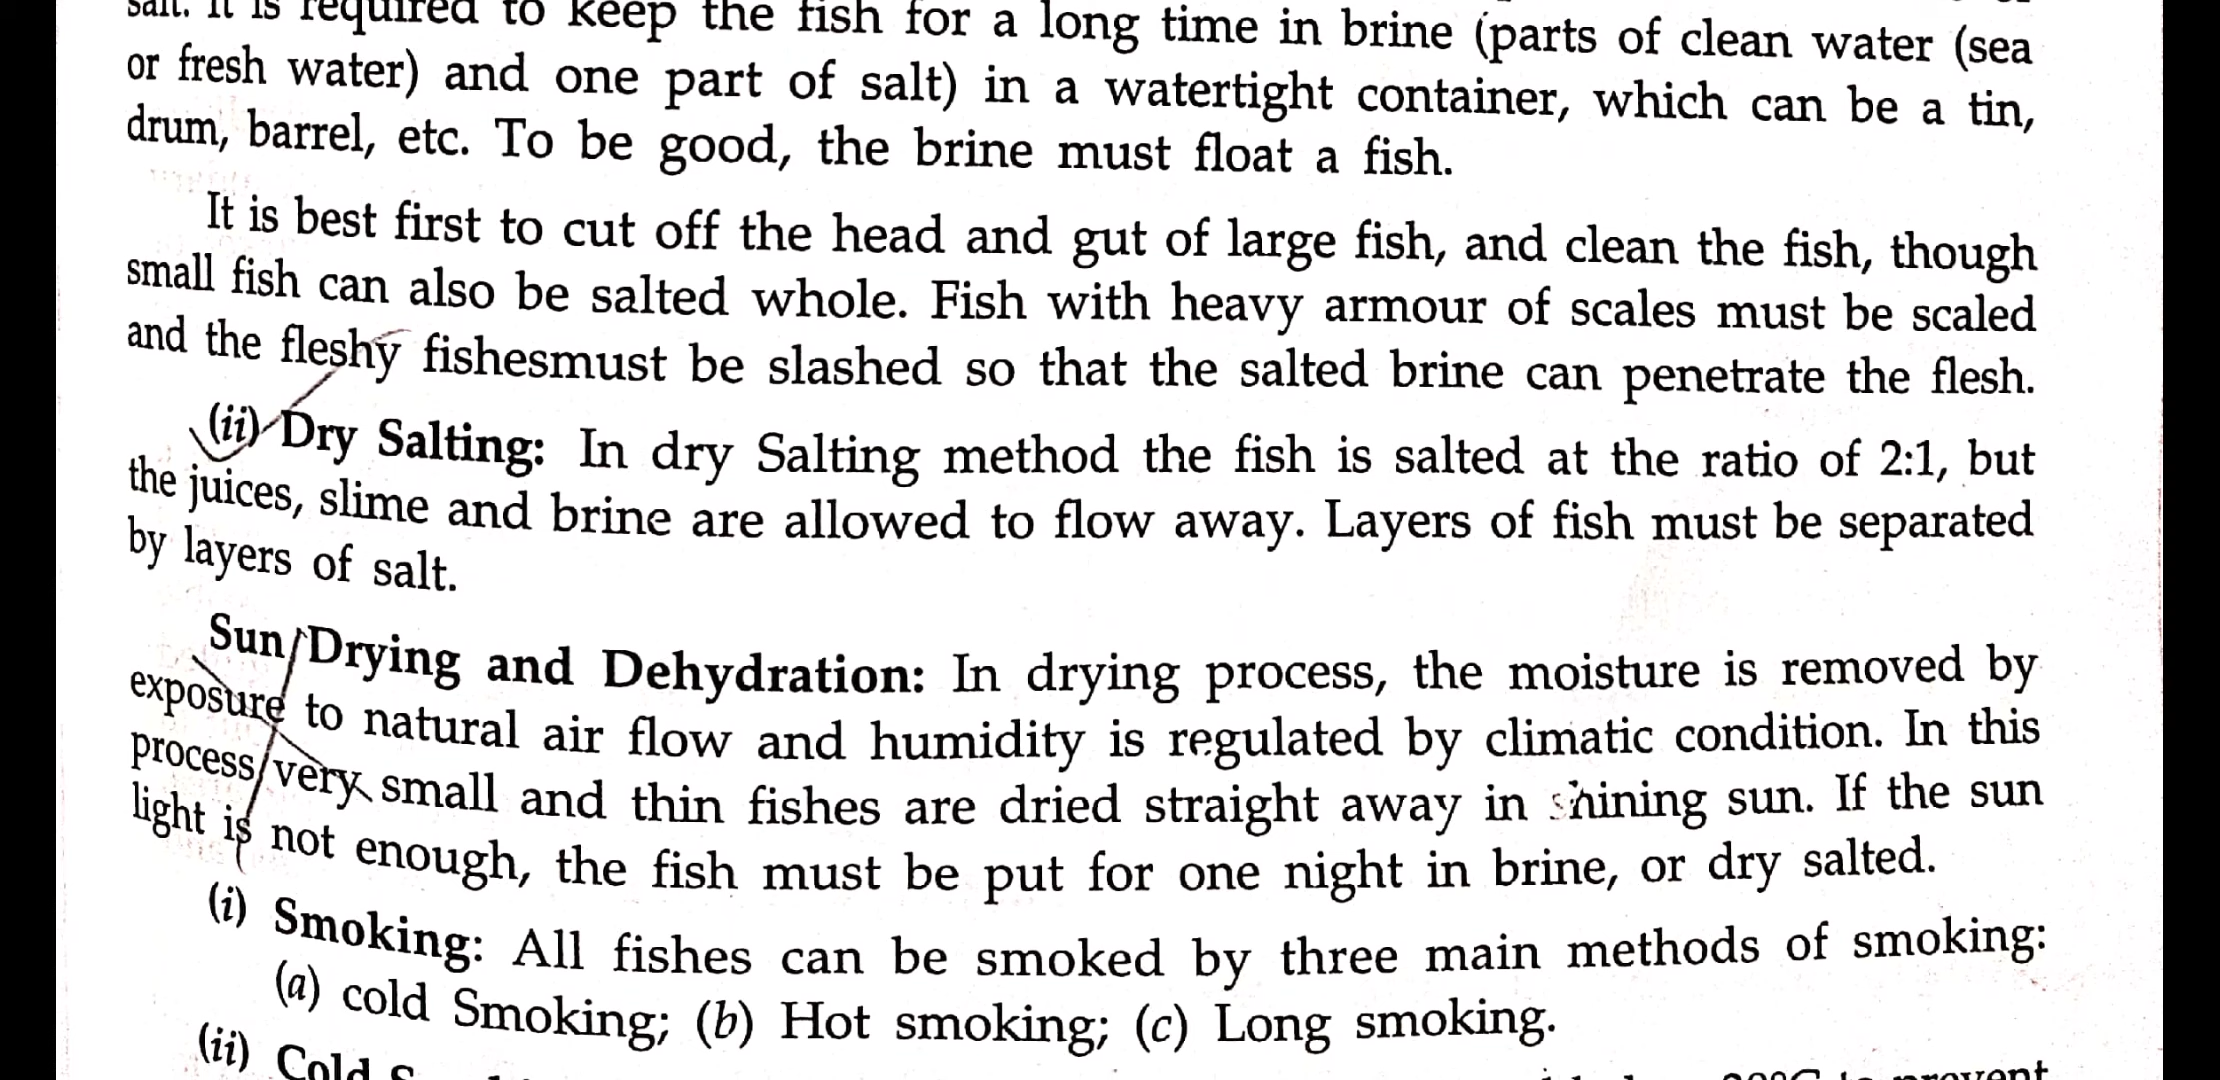 salt. It is required to keep the fish for a long time in brine (parts of clean water (sea
or fresh water) and one part of salt) in a watertight container, which can be a tin,
drum, barrel, etc. To be good, the brine must float a fish.
It is best first to cut off the head and gut of large fish, and clean the fish, though
small fish can also be salted whole. Fish with heavy armour of scales must be scaled
and the fleshy fishesmust be slashed so that the salted brine can penetrate the flesh.
(ii) Dry Salting: In dry Salting method the fish is salted at the ratio of 2:1, but
the juices, slime and brine are allowed to flow away. Layers of fish must be separated
by layers of salt.
Sun/Drying and Dehydration: In drying process, the moisture is removed by
exposure to natural air flow and humidity is regulated by climatic condition. In this
process very small and thin fishes are dried straight away in shining sun. If the sun
light is not enough, the fish must be put for one night in brine, or dry salted.
(i) Smoking: All fishes can be smoked by three main methods of smoking:
(a) cold Smoking; (b) Hot smoking; (c) Long smoking.
(ii) Cold prevent